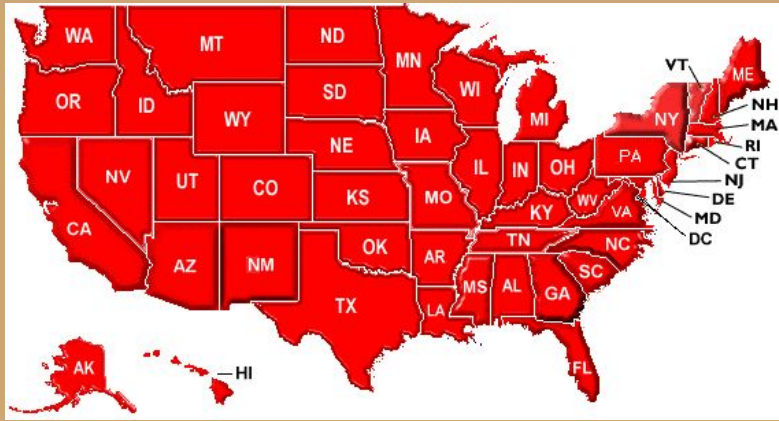 WA
MT
ND
MN
VT
ME
OR
ID
SD
WI
NY
NH
WY
MI
MA
IA
RI
NE
PA
CT
NV
UT
CO
IL
IN
OH
NJ
DE
KS
MO
WV
MD
CA
KY
VA
DC
OK
TN
NC
AZ
NM
AR
SC
TX
MS
AL
GA
LA
AK
HI
FL